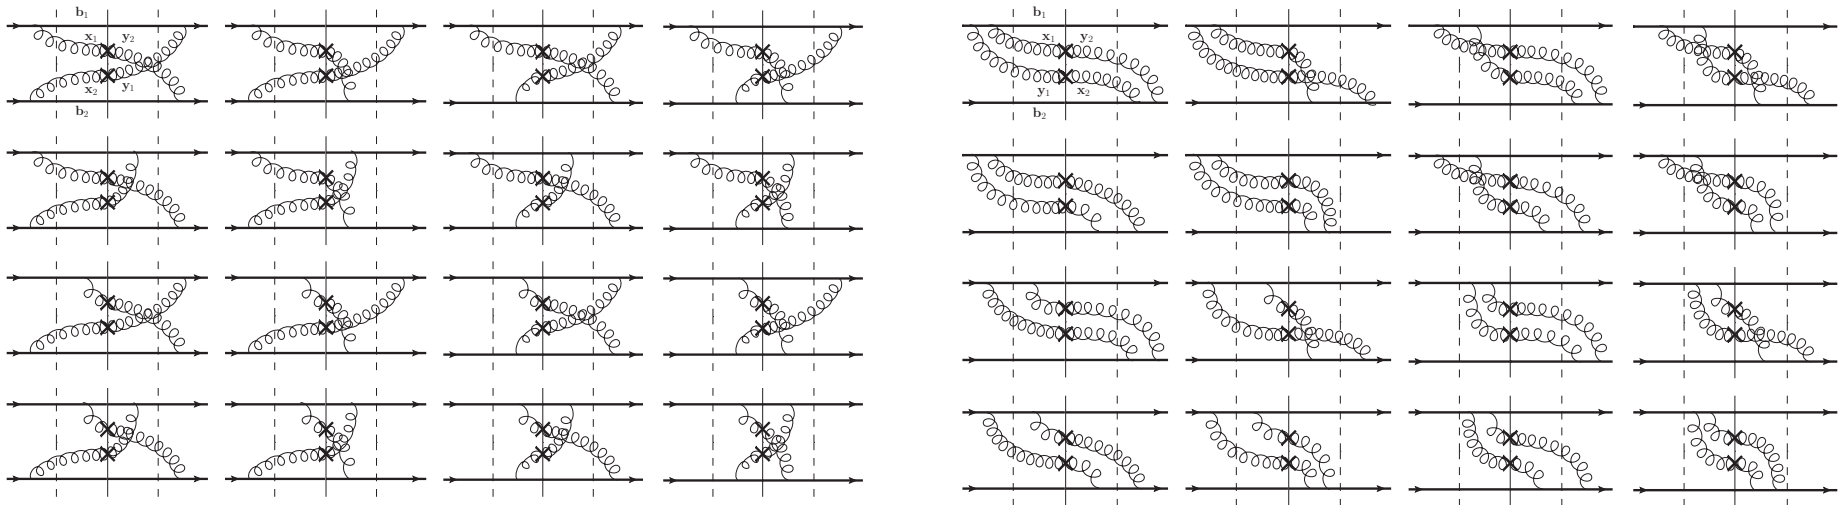 b₁
x₁ y₂
x₂ y₁
b₂
b₁
x₁ y₂
y₁ x₂
b₂